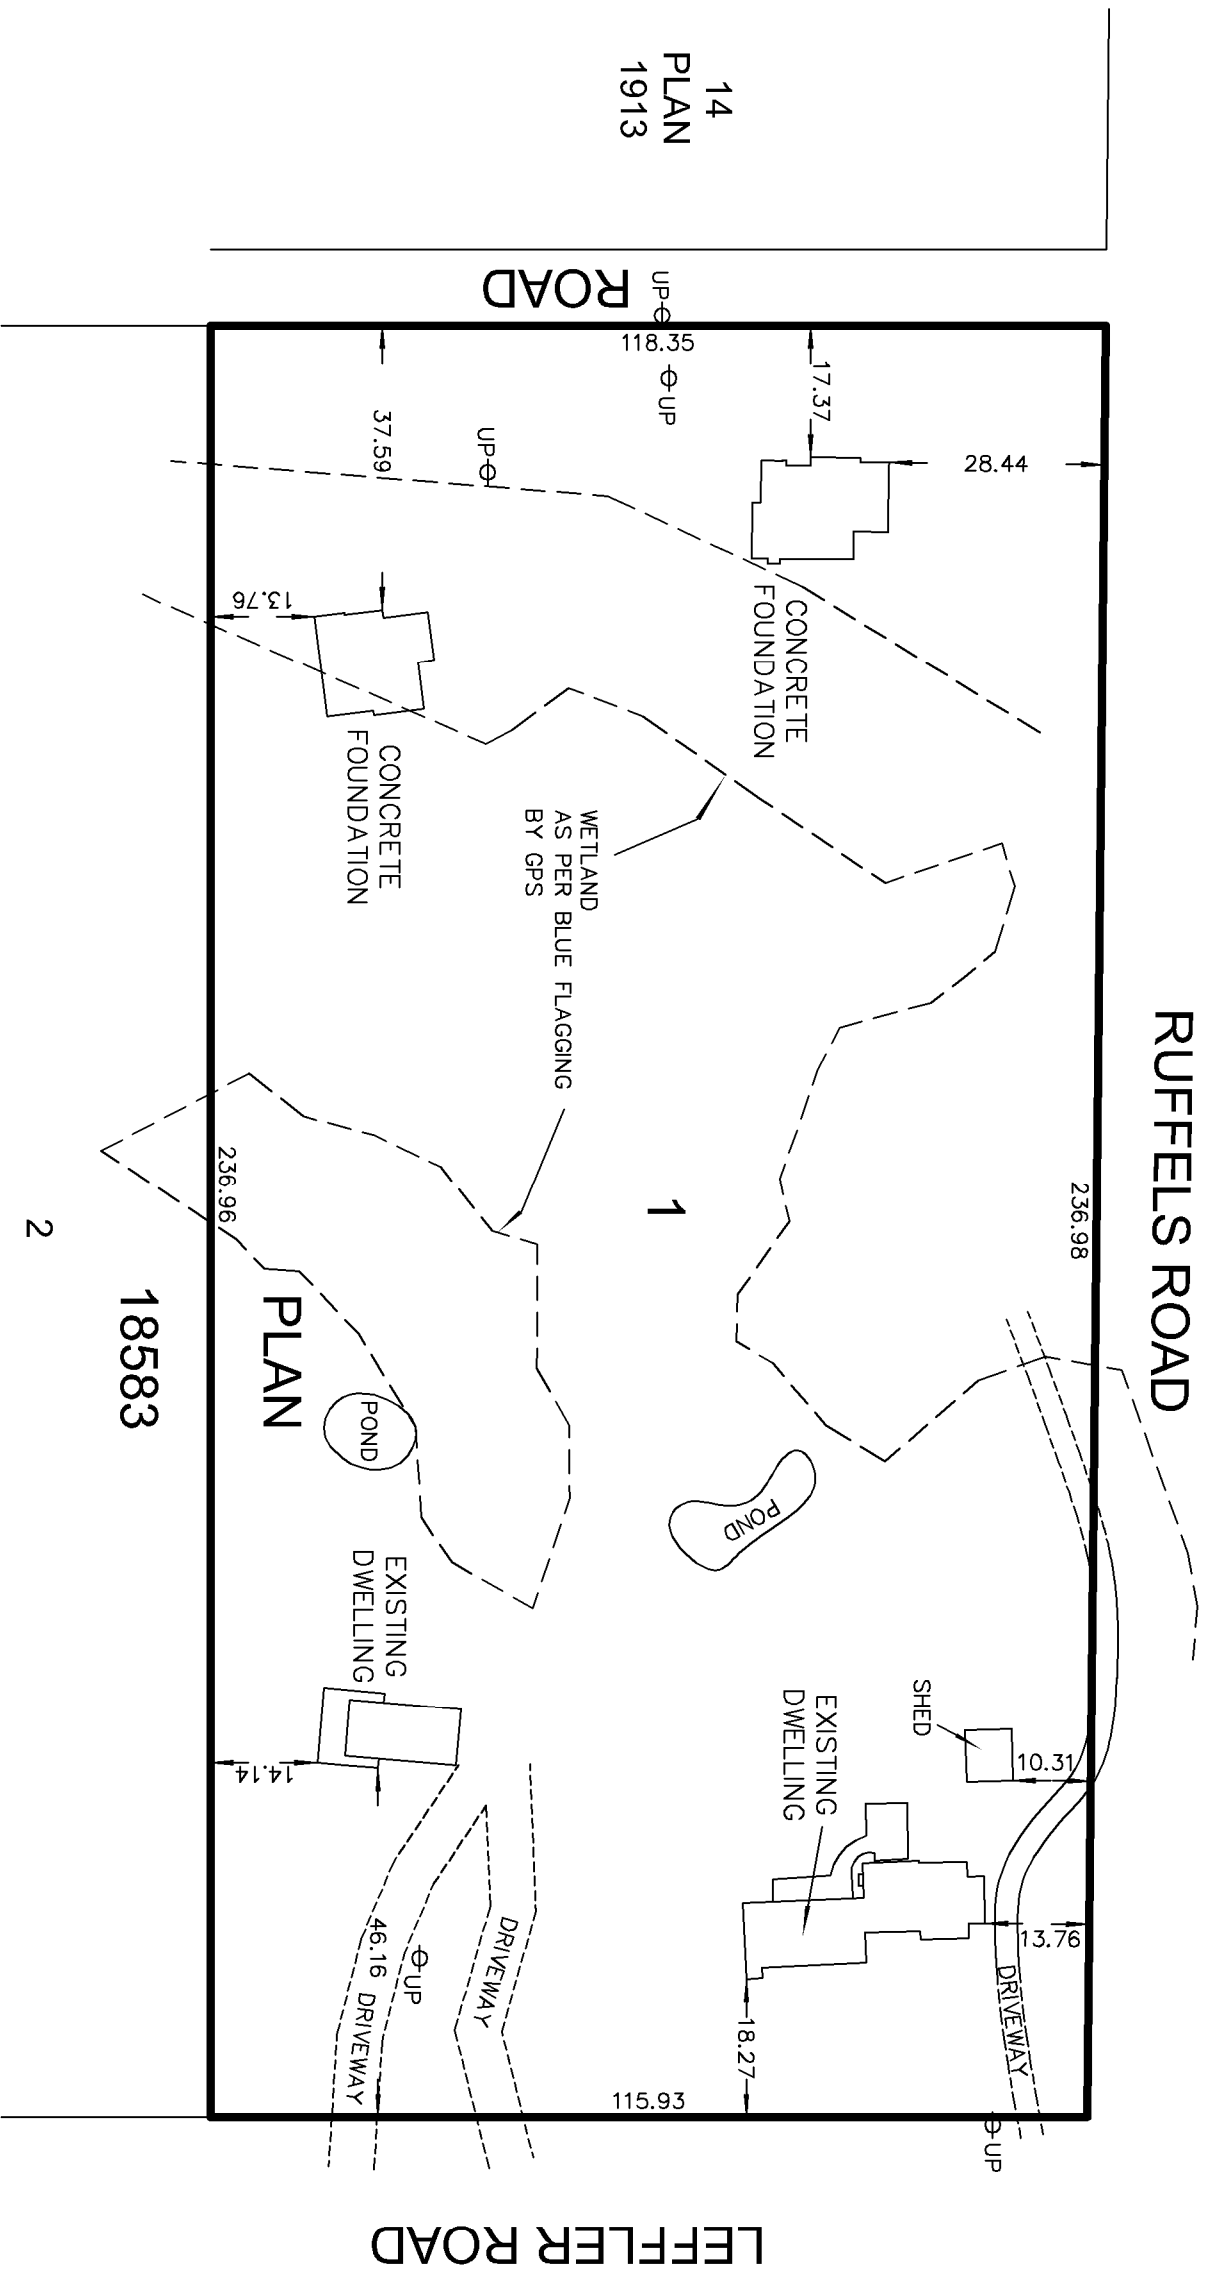 14
PLAN
1913
ROAD
UP
118.35
UP
17.37
28.44
37.59
UP
13.76
CONCRETE
FOUNDATION
CONCRETE
FOUNDATION
WETLAND
AS PER BLUE FLAGGING
BY GPS
RUFFELS ROAD
236.98
1
236.96
2
PLAN
18583
POND
POND
EXISTING
DWELLING
14.14
SHED
10.31
EXISTING
DWELLING
13.76
DRIVEWAY
18.27
46.16
UP
DRIVEWAY
DRIVEWAY
115.93
UP
LEFFLER ROAD